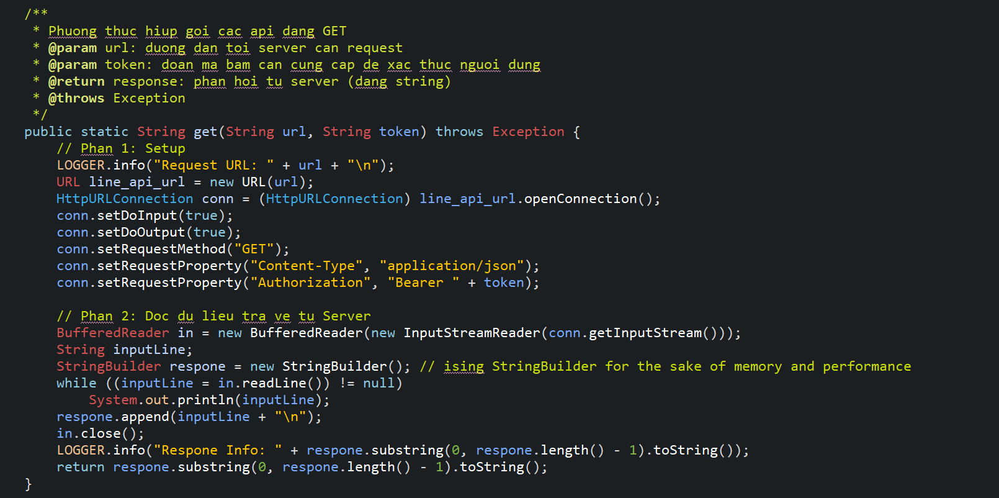 /**
 * Phuong thuc hiup goi cac api dang GET
 * @param url: duong dan toi server can request
 * @param token: doan ma bam can cung cap de xac thuc nguoi dung
 * @return response: phan hoi tu server (dang string)
 * @throws Exception
 */
public static String get(String url, String token) throws Exception {
    // Phan 1: Setup
    LOGGER.info("Request URL: " + url + "\n");
    URL line_api_url = new URL(url);
    HttpURLConnection conn = (HttpURLConnection) line_api_url.openConnection();
    conn.setDoInput(true);
    conn.setDoOutput(true);
    conn.setRequestMethod("GET");
    conn.setRequestProperty("Content-Type", "application/json");
    conn.setRequestProperty("Authorization", "Bearer " + token);

    // Phan 2: Doc du lieu tra ve tu Server
    BufferedReader in = new BufferedReader(new InputStreamReader(conn.getInputStream()));
    String inputLine;
    StringBuilder respone = new StringBuilder(); // ising StringBuilder for the sake of memory and performance
    while ((inputLine = in.readLine()) != null)
        System.out.println(inputLine);
    respone.append(inputLine + "\n");
    in.close();
    LOGGER.info("Respone Info: " + respone.substring(0, respone.length() - 1).toString());
    return respone.substring(0, respone.length() - 1).toString();
}